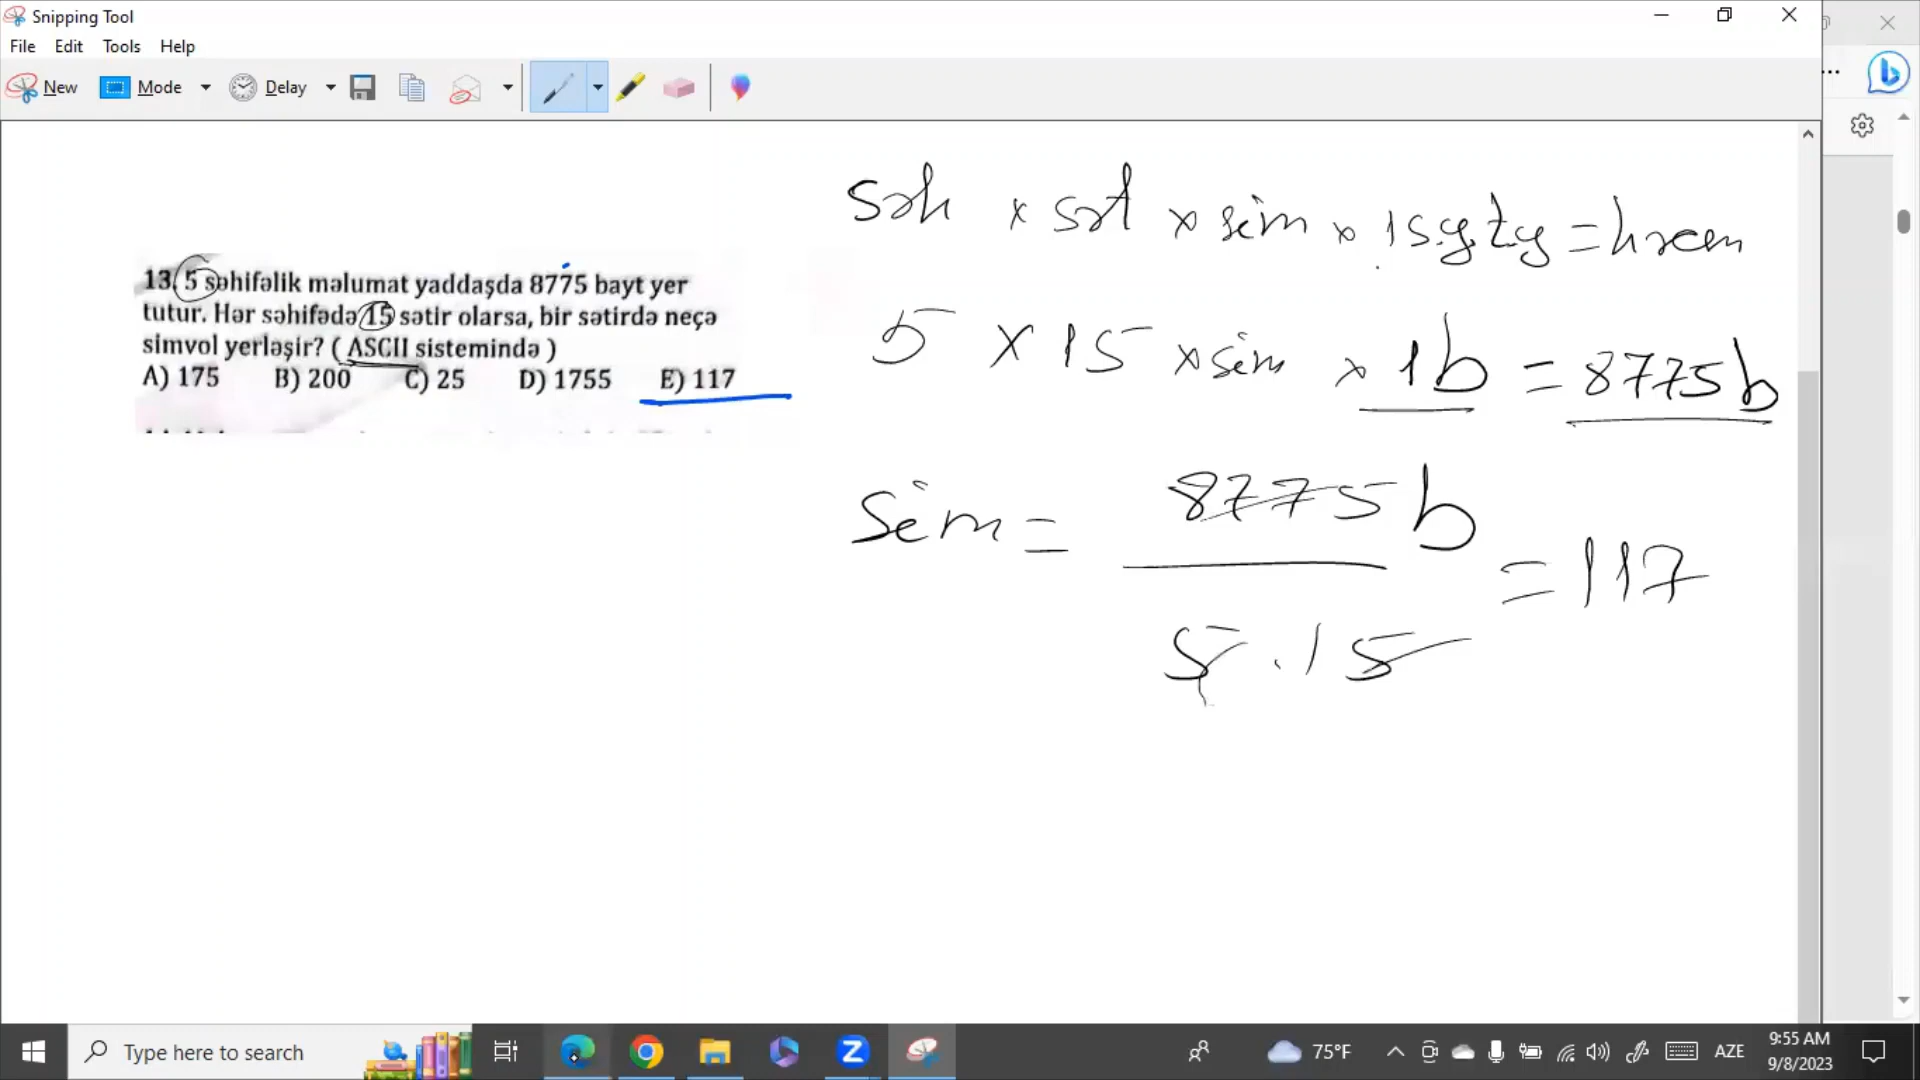 Snipping Tool
File Edit Tools Help
New Mode Delay
13. 5 səhifəlik məlumat yaddaşda 8775 bayt yer
tutur. Hər səhifədə 15 sətir olarsa, bir sətirdə neçə
simvol yerləşir? ( ASCII sistemində )
A) 175 B) 200 C) 25 D) 1755 E) 117
Səh × sət × sim × 1s.y.t.y = həcm
5 × 15 × sim × 1b = 8775b
Sim = 8775 b
= 117
5 . 15
Type here to search
75°F
AZE
9:55 AM
9/8/2023